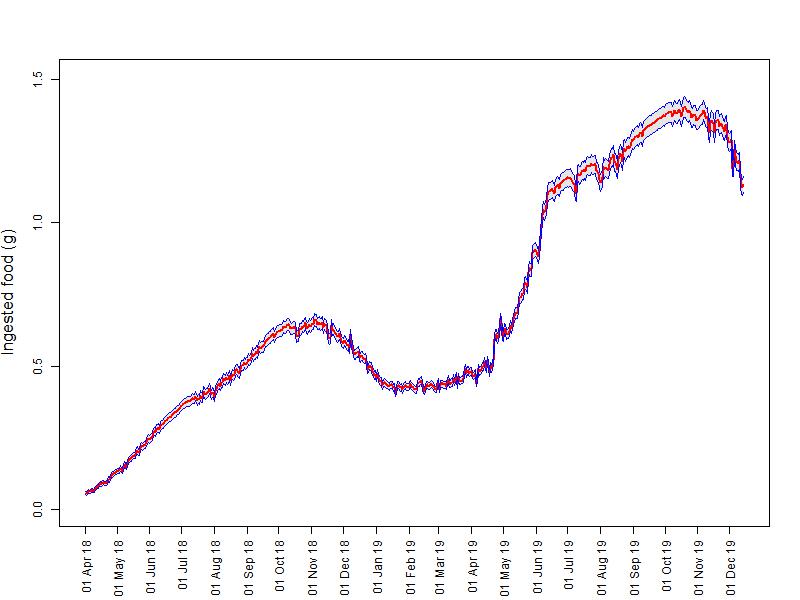 Ingested food (g)
1.5
1.0
0.5
0.0
01 Apr 18
01 May 18
01 Jun 18
01 Jul 18
01 Aug 18
01 Sep 18
01 Oct 18
01 Nov 18
01 Dec 18
01 Jan 19
01 Feb 19
01 Mar 19
01 Apr 19
01 May 19
01 Jun 19
01 Jul 19
01 Aug 19
01 Sep 19
01 Oct 19
01 Nov 19
01 Dec 19